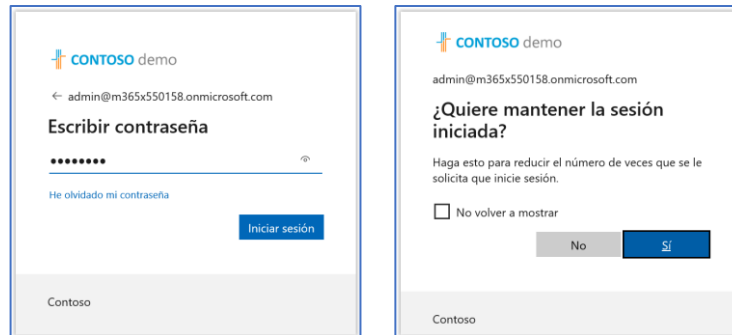 CONTOSO demo
← admin@m365x550158.onmicrosoft.com
Escribir contraseña
••••••••
He olvidado mi contraseña
Iniciar sesión
Contoso
CONTOSO demo
admin@m365x550158.onmicrosoft.com
¿Quiere mantener la sesión
iniciada?
Haga esto para reducir el número de veces que se le
solicita que inicie sesión.
No volver a mostrar
No
Sí
Contoso